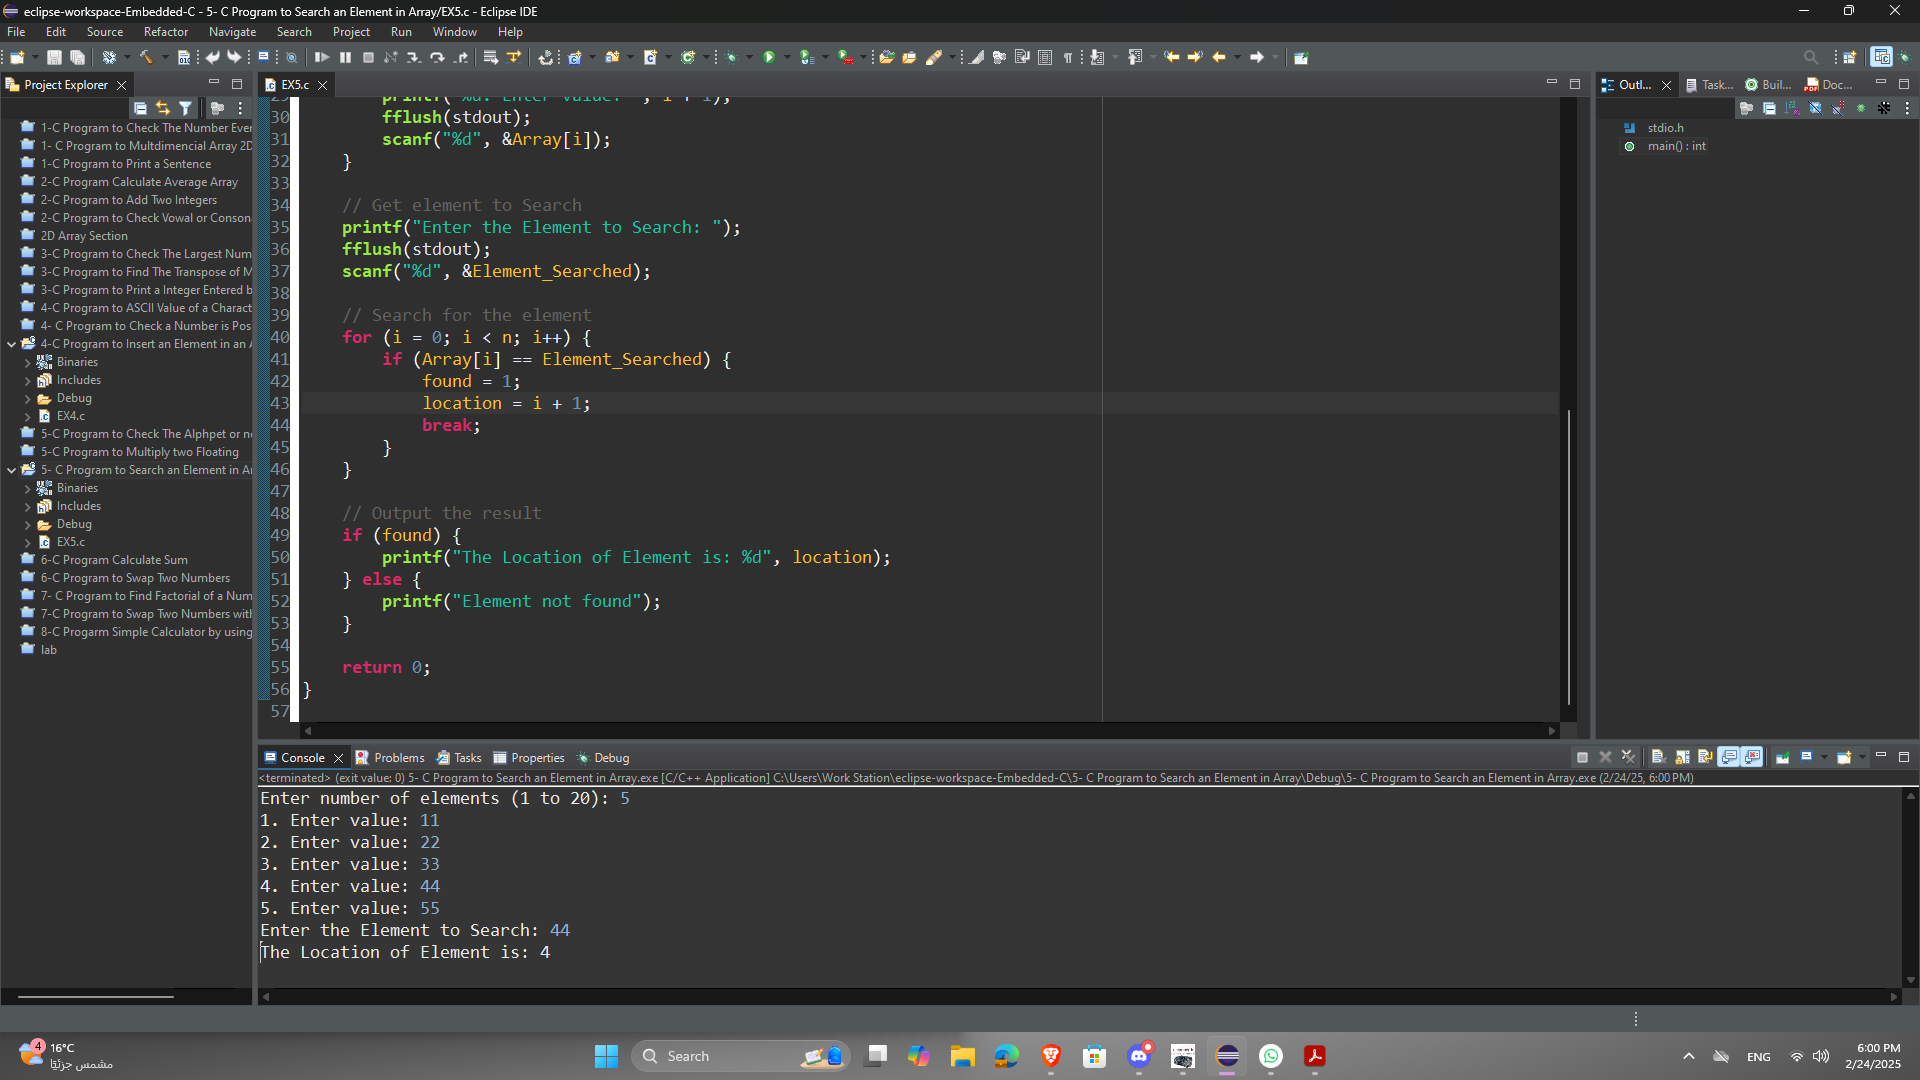 eclipse-workspace-Embedded-C - 5- C Program to Search an Element in Array/EX5.c - Eclipse IDE
File Edit Source Refactor Navigate Search Project Run Window Help
Project Explorer
1-C Program to Check The Number Ever
1- C Program to Multdimencial Array 2D
1-C Program to Print a Sentence
2-C Program Calculate Average Array
2-C Program to Add Two Integers
2-C Program to Check Vowal or Conson
2D Array Section
3-C Program to Check The Largest Num
3-C Program to Find The Transpose of M
3-C Program to Print a Integer Entered b
4-C Program to ASCII Value of a Charact
4- C Program to Check a Number is Pos
4-C Program to Insert an Element in an A
Binaries
Includes
Debug
EX4.c
5-C Program to Check The Alphpet or n
5-C Program to Multiply two Floating
5- C Program to Search an Element in A
Binaries
Includes
Debug
EX5.c
6-C Program Calculate Sum
6-C Program to Swap Two Numbers
7- C Program to Find Factorial of a Num
7-C Program to Swap Two Numbers with
8-C Progarm Simple Calculator by using
lab
EX5.c
29 printf("%d. Enter value: ", i + 1);
30 fflush(stdout);
31 scanf("%d", &Array[i]);
32 }
33
34 // Get element to Search
35 printf("Enter the Element to Search: ");
36 fflush(stdout);
37 scanf("%d", &Element_Searched);
38
39 // Search for the element
40 for (i = 0; i < n; i++) {
41 if (Array[i] == Element_Searched) {
42 found = 1;
43 location = i + 1;
44 break;
45 }
46 }
47
48 // Output the result
49 if (found) {
50 printf("The Location of Element is: %d", location);
51 } else {
52 printf("Element not found");
53 }
54
55 return 0;
56 }
57
Outl... Task... Buil... Doc...
stdio.h
main() : int
Console Problems Tasks Properties Debug
<terminated> (exit value: 0) 5- C Program to Search an Element in Array.exe [C/C++ Application] C:\Users\Work Station\eclipse-workspace-Embedded-C\5- C Program to Search an Element in Array\Debug\5- C Program to Search an Element in Array.exe (2/24/25, 6:00 PM)
Enter number of elements (1 to 20): 5
1. Enter value: 11
2. Enter value: 22
3. Enter value: 33
4. Enter value: 44
5. Enter value: 55
Enter the Element to Search: 44
The Location of Element is: 4
4
16°C
مشمس جزئيًا
Search
ENG
6:00 PM
2/24/2025